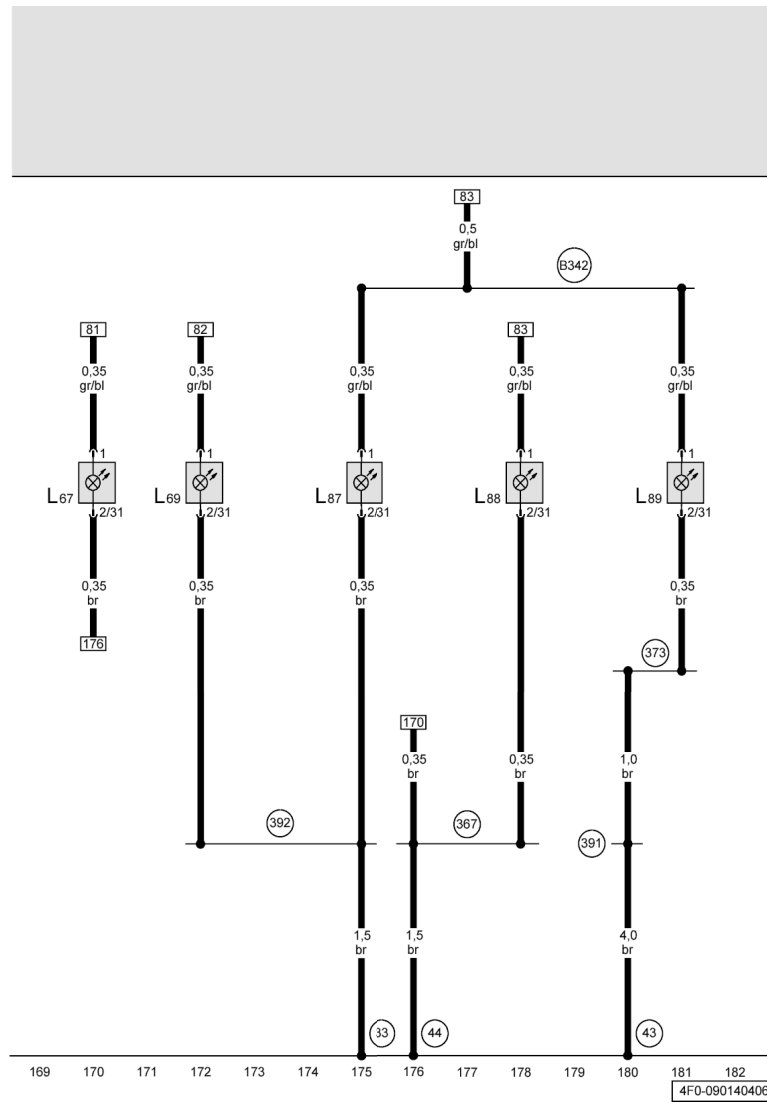 83
0,5
gr/bl
B342
81 82 83
0,35 0,35 0,35 0,35 0,35
gr/bl gr/bl gr/bl gr/bl gr/bl
1 1 1 1 1
L67 L69 L87 L88 L89
2/31 2/31 2/31 2/31 2/31
0,35 0,35 0,35 0,35
br br br br
176
373
170
0,35 0,35 1,0
br br br
392 367 391
1,5 1,5 4,0
br br br
33 44 43
169 170 171 172 173 174 175 176 177 178 179 180 181 182
4F0-090140406